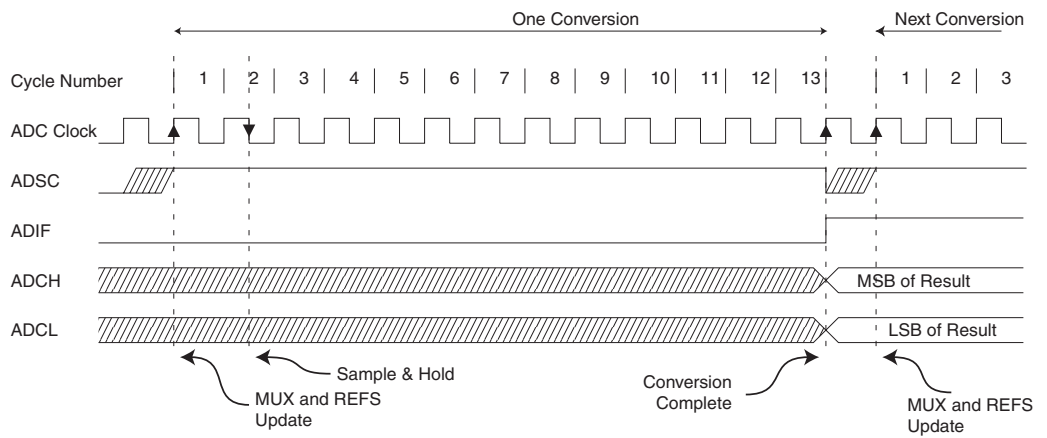 One Conversion
Next Conversion
Cycle Number 1 2 3 4 5 6 7 8 9 10 11 12 13 1 2 3
ADC Clock
ADSC
ADIF
ADCH
MSB of Result
ADCL
LSB of Result
Sample & Hold
MUX and REFS
Update
Conversion
Complete
MUX and REFS
Update